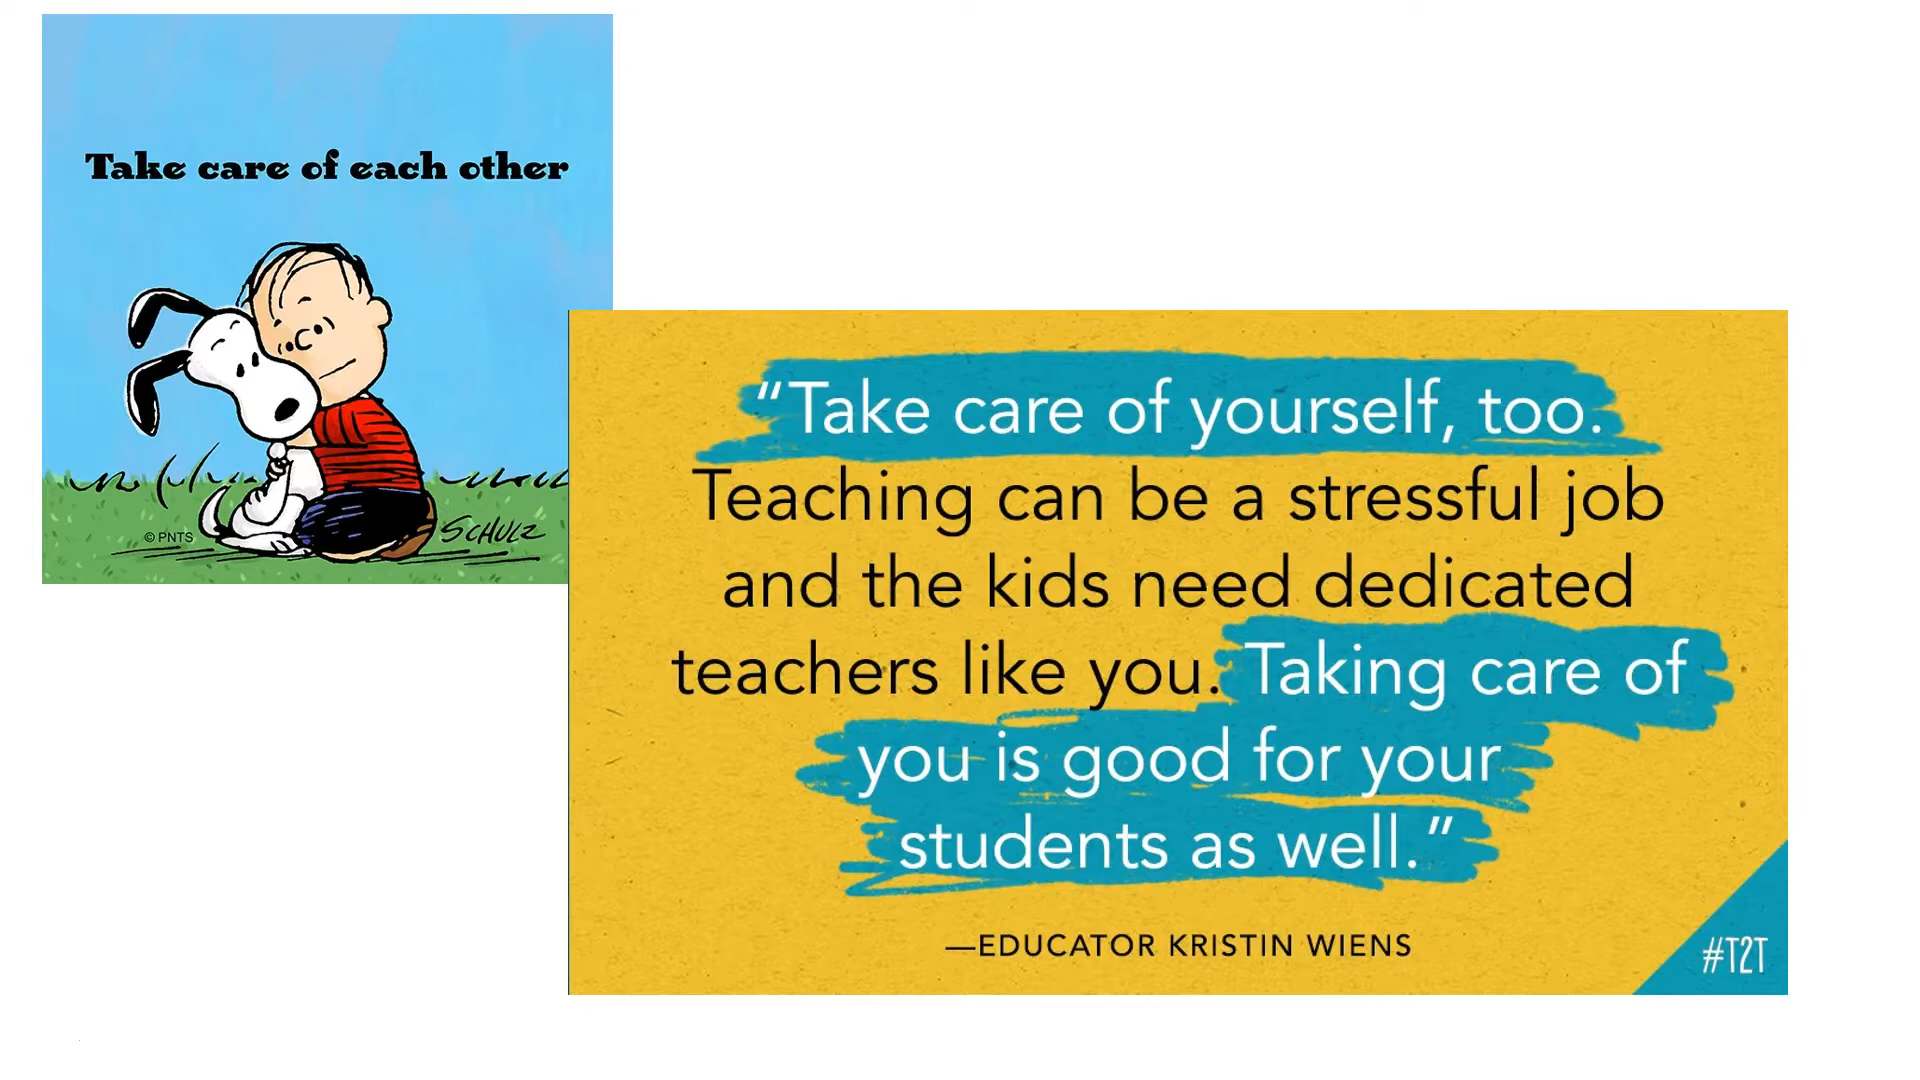 Take care of each other
© PNTS
SCHULZ
“Take care of yourself, too.
Teaching can be a stressful job
and the kids need dedicated
teachers like you. Taking care of
you is good for your
students as well.”
—EDUCATOR KRISTIN WIENS
#T2T